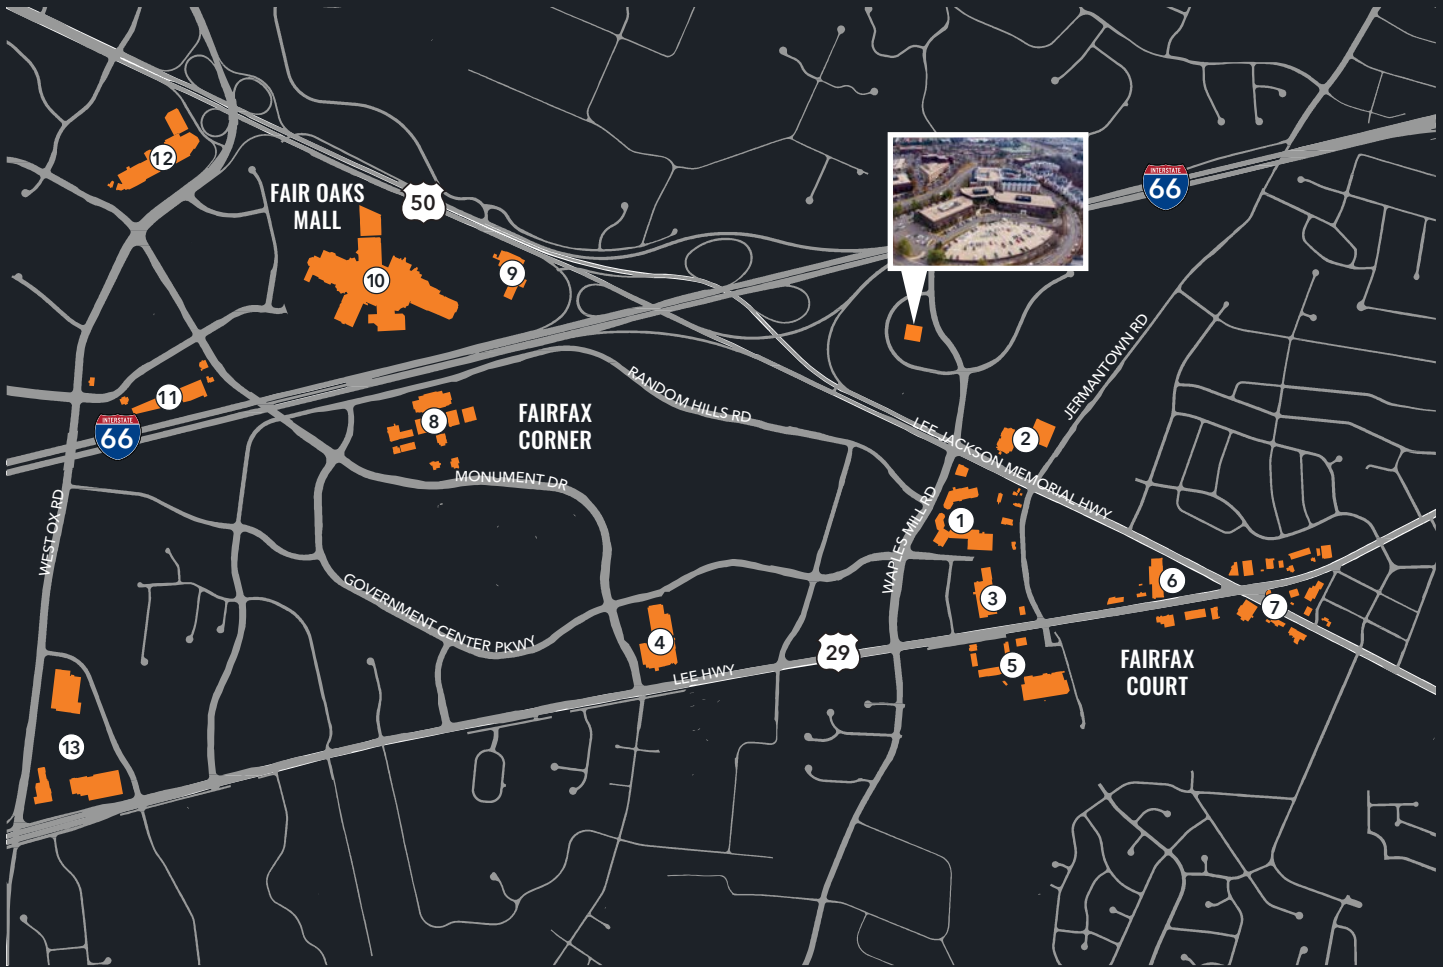 INTERSTATE
66
12
FAIR OAKS
MALL
50
10
9
JERMANTOWN RD
11
INTERSTATE
66
8
FAIRFAX
CORNER
RANDOM HILLS RD
LEE JACKSON MEMORIAL HWY
2
MONUMENT DR
WEST OX RD
WAPLES MILL RD
1
GOVERNMENT CENTER PKWY
3
6
7
4
29
5
LEE HWY
FAIRFAX
COURT
13